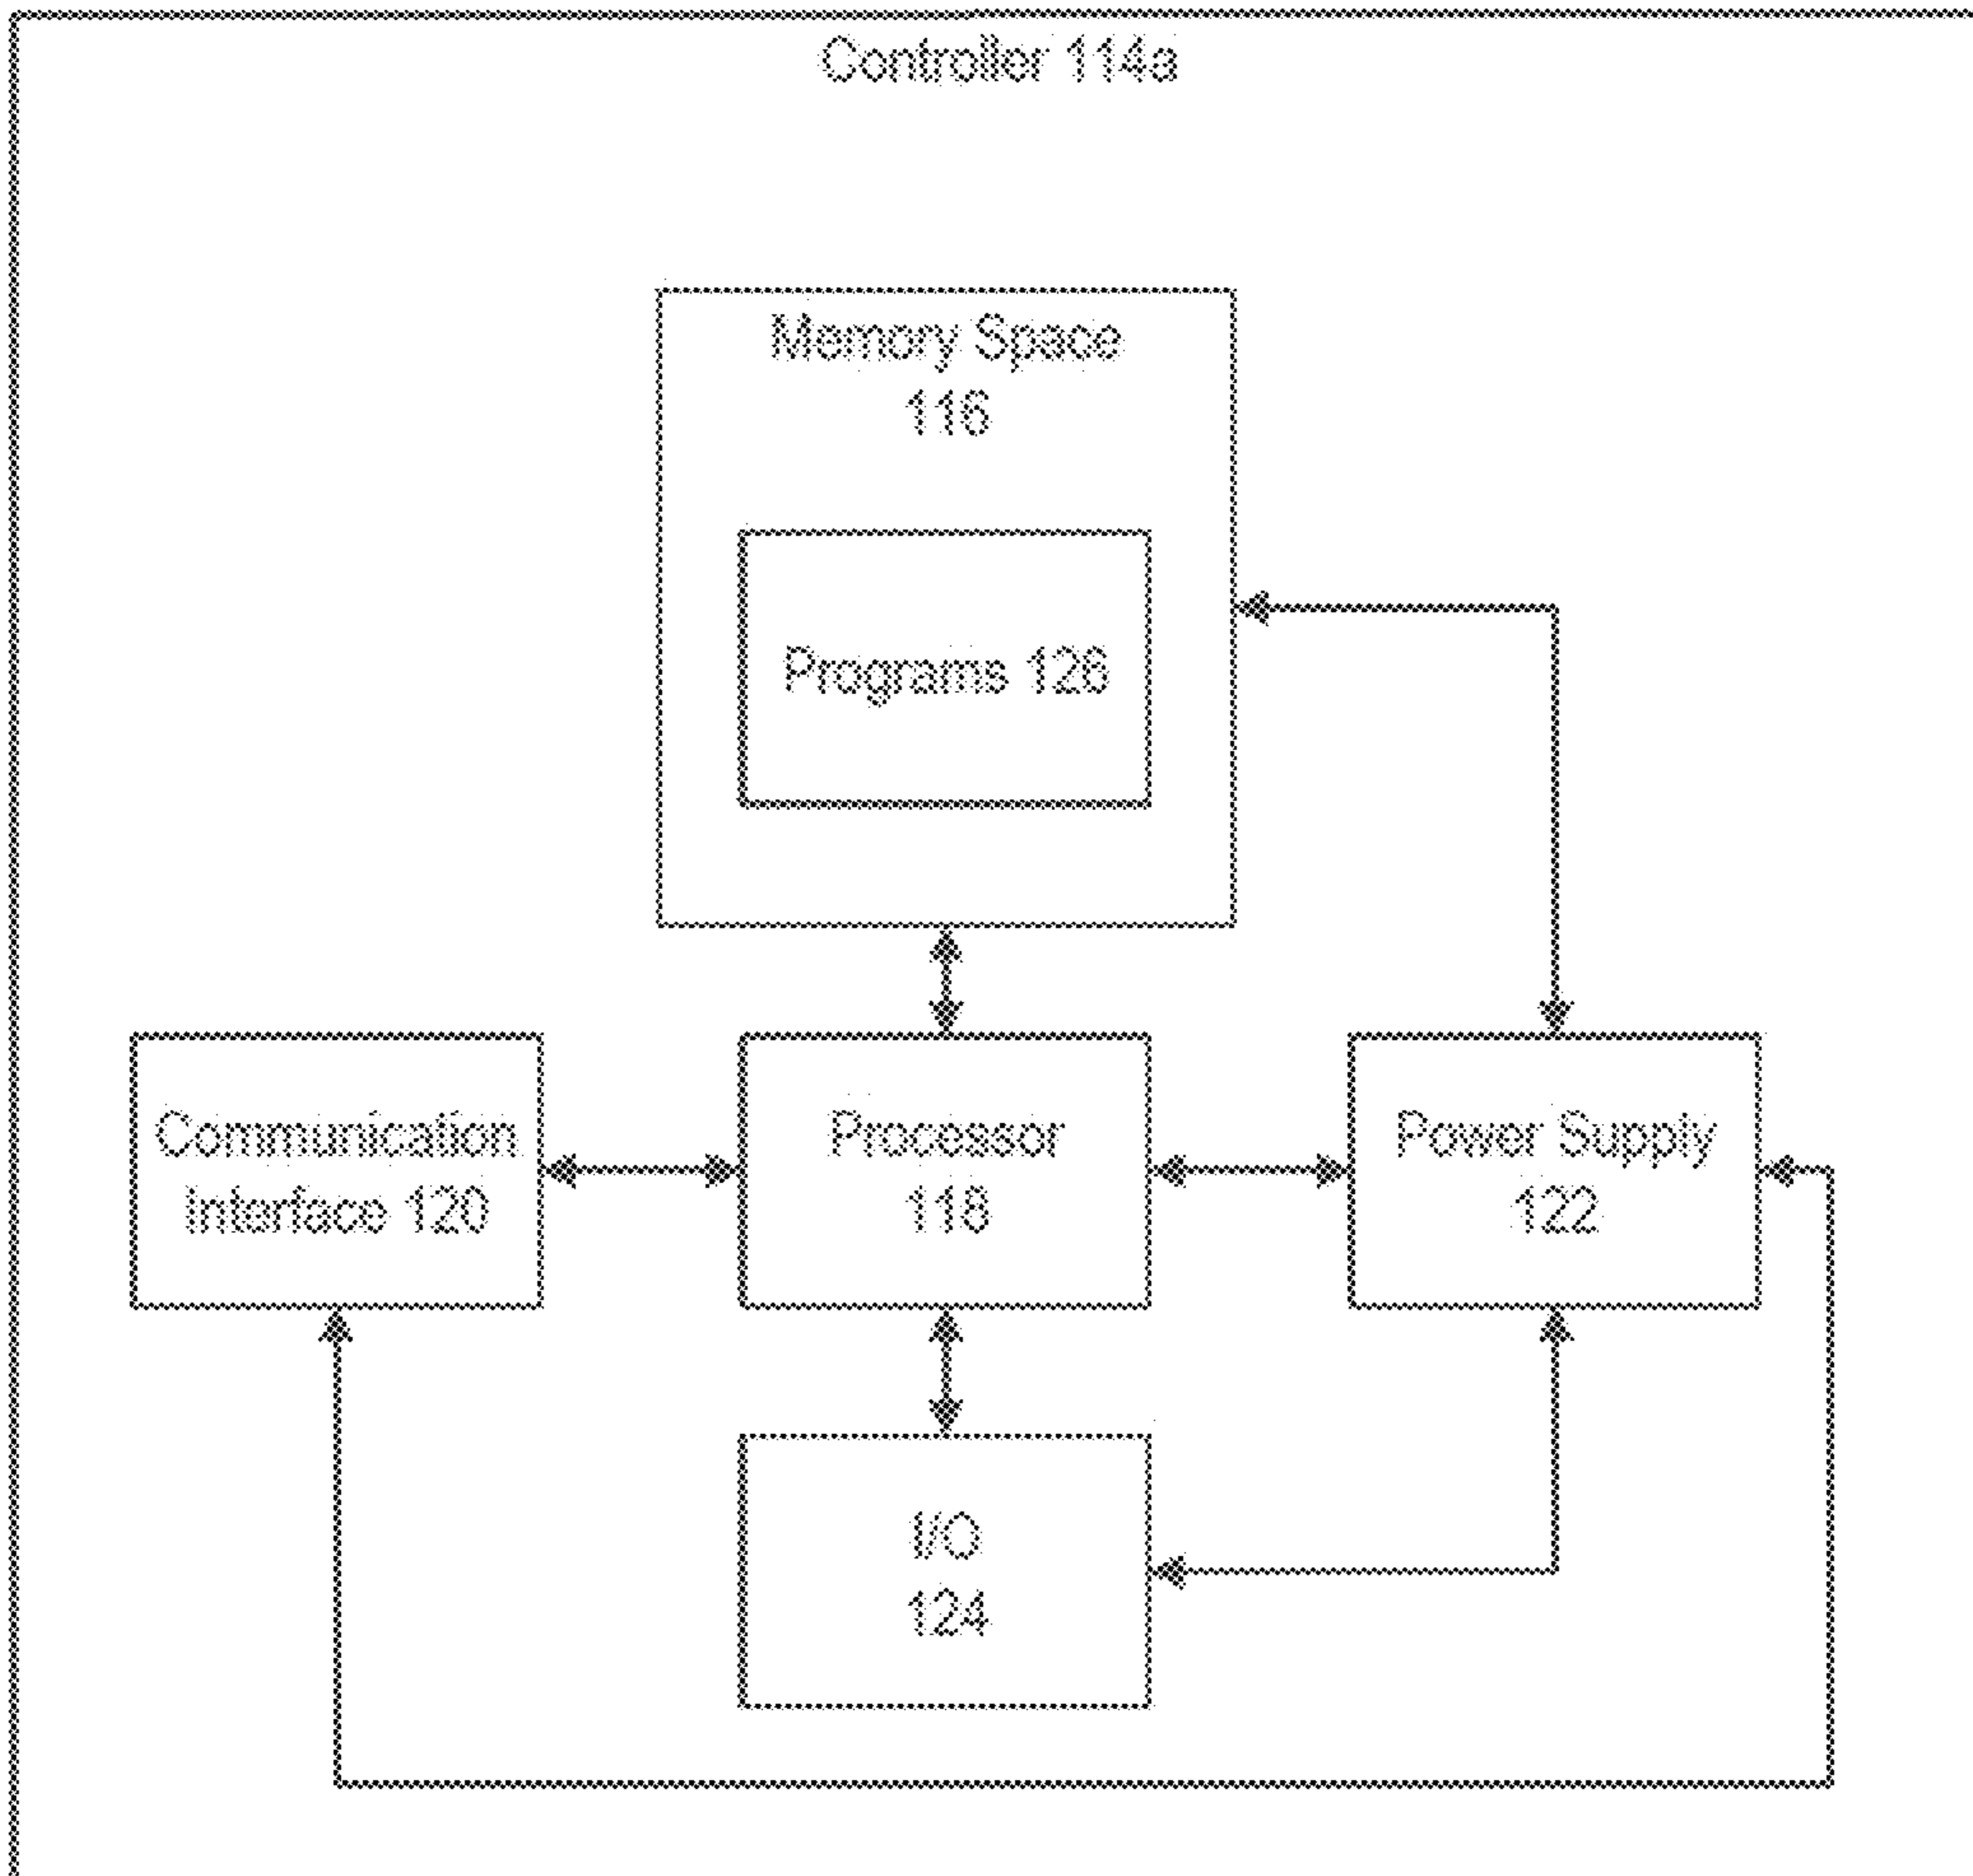 Controller 114a
Memory Space
116
Programs 126
Communication
Interface 120
Processor
118
Power Supply
122
I/O
124